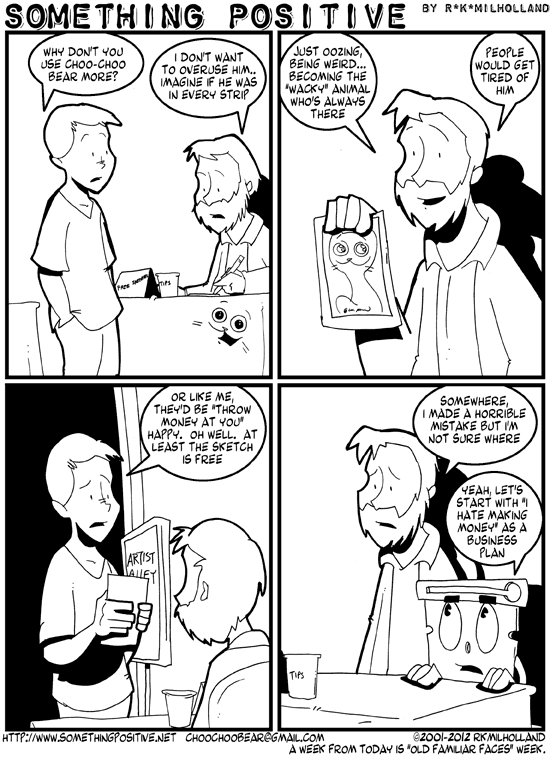 SOMETHING POSITIVE
BY R*K*MILHOLLAND
WHY DON'T YOU
USE CHOO-CHOO
BEAR MORE?
I DON'T WANT
TO OVERUSE HIM..
IMAGINE IF HE WAS
IN EVERY STRIP
FREE SKETCHES
TIPS
JUST OOZING,
BEING WEIRD...
BECOMING THE
"WACKY" ANIMAL
WHO'S ALWAYS
THERE
PEOPLE
WOULD GET
TIRED OF
HIM
OR LIKE ME,
THEY'D BE "THROW
MONEY AT YOU"
HAPPY. OH WELL. AT
LEAST THE SKETCH
IS FREE
ARTIST
ALLEY
SOMEWHERE,
I MADE A HORRIBLE
MISTAKE BUT I'M
NOT SURE WHERE
YEAH, LET'S
START WITH "I
HATE MAKING
MONEY" AS A
BUSINESS
PLAN
TIPS
HTTP://WWW.SOMETHINGPOSITIVE.NET CHOOCHOOBEAR@GMAIL.COM
©2001-2012 RKMILHOLLAND
A WEEK FROM TODAY IS "OLD FAMILIAR FACES" WEEK.